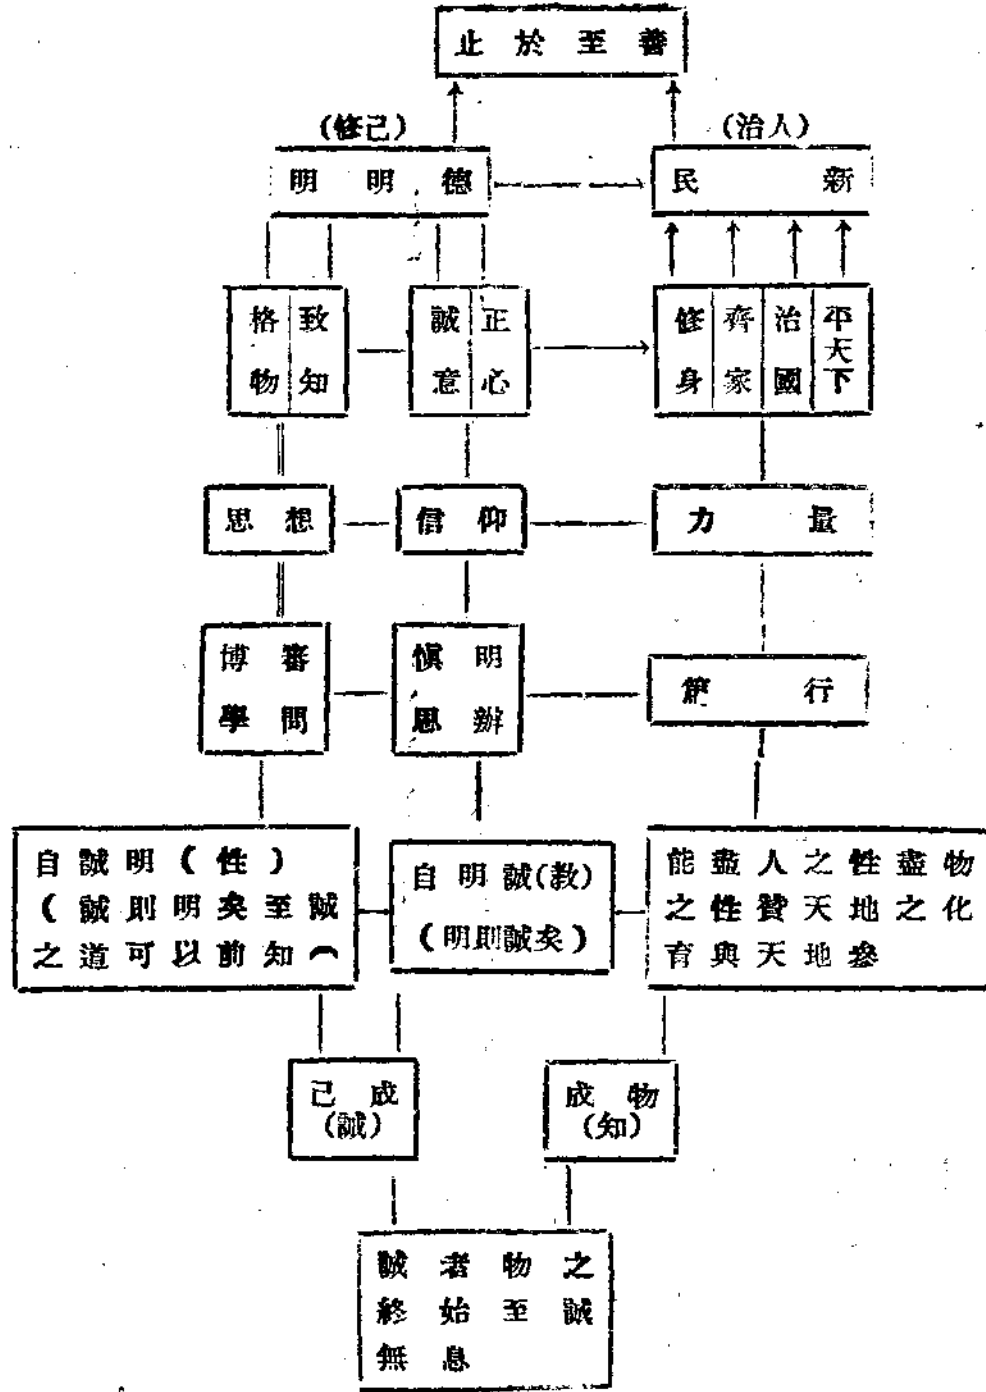 止於至善
(修己)
(治人)
明明德
民新
格物
致知
誠意
正心
修身
齊家
治國
平天下
思想
信仰
力量
博學
審問
慎思
明辦
篤行
自誠明(性)
(誠則明矣至誠
之道可以前知(
自明誠(教)
(明則誠矣)
能盡人之性盡物
之性贊天地之化
育與天地參
己成
(誠)
成物
(知)
誠者物之
終始至誠
無息